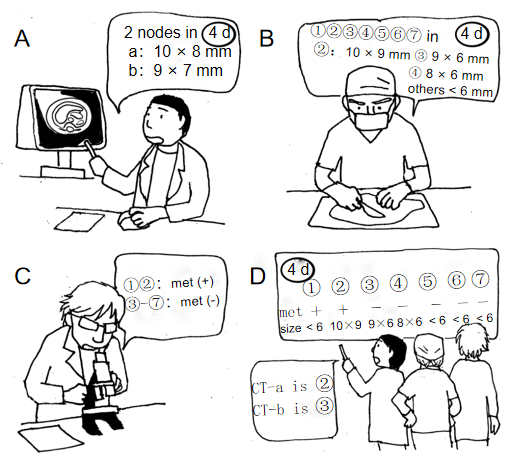 A
2 nodes in 4 d
a: 10 × 8 mm
b: 9 × 7 mm
B
①②③④⑤⑥⑦ in 4 d
②: 10 × 9 mm ③ 9 × 6 mm
④ 8 × 6 mm
others < 6 mm
C
①②: met (+)
③-⑦: met (-)
D
4 d
① ② ③ ④ ⑤ ⑥ ⑦
met + + − − − − −
size < 6 10×9 9×6 8×6 < 6 < 6 < 6
CT-a is ②
CT-b is ③